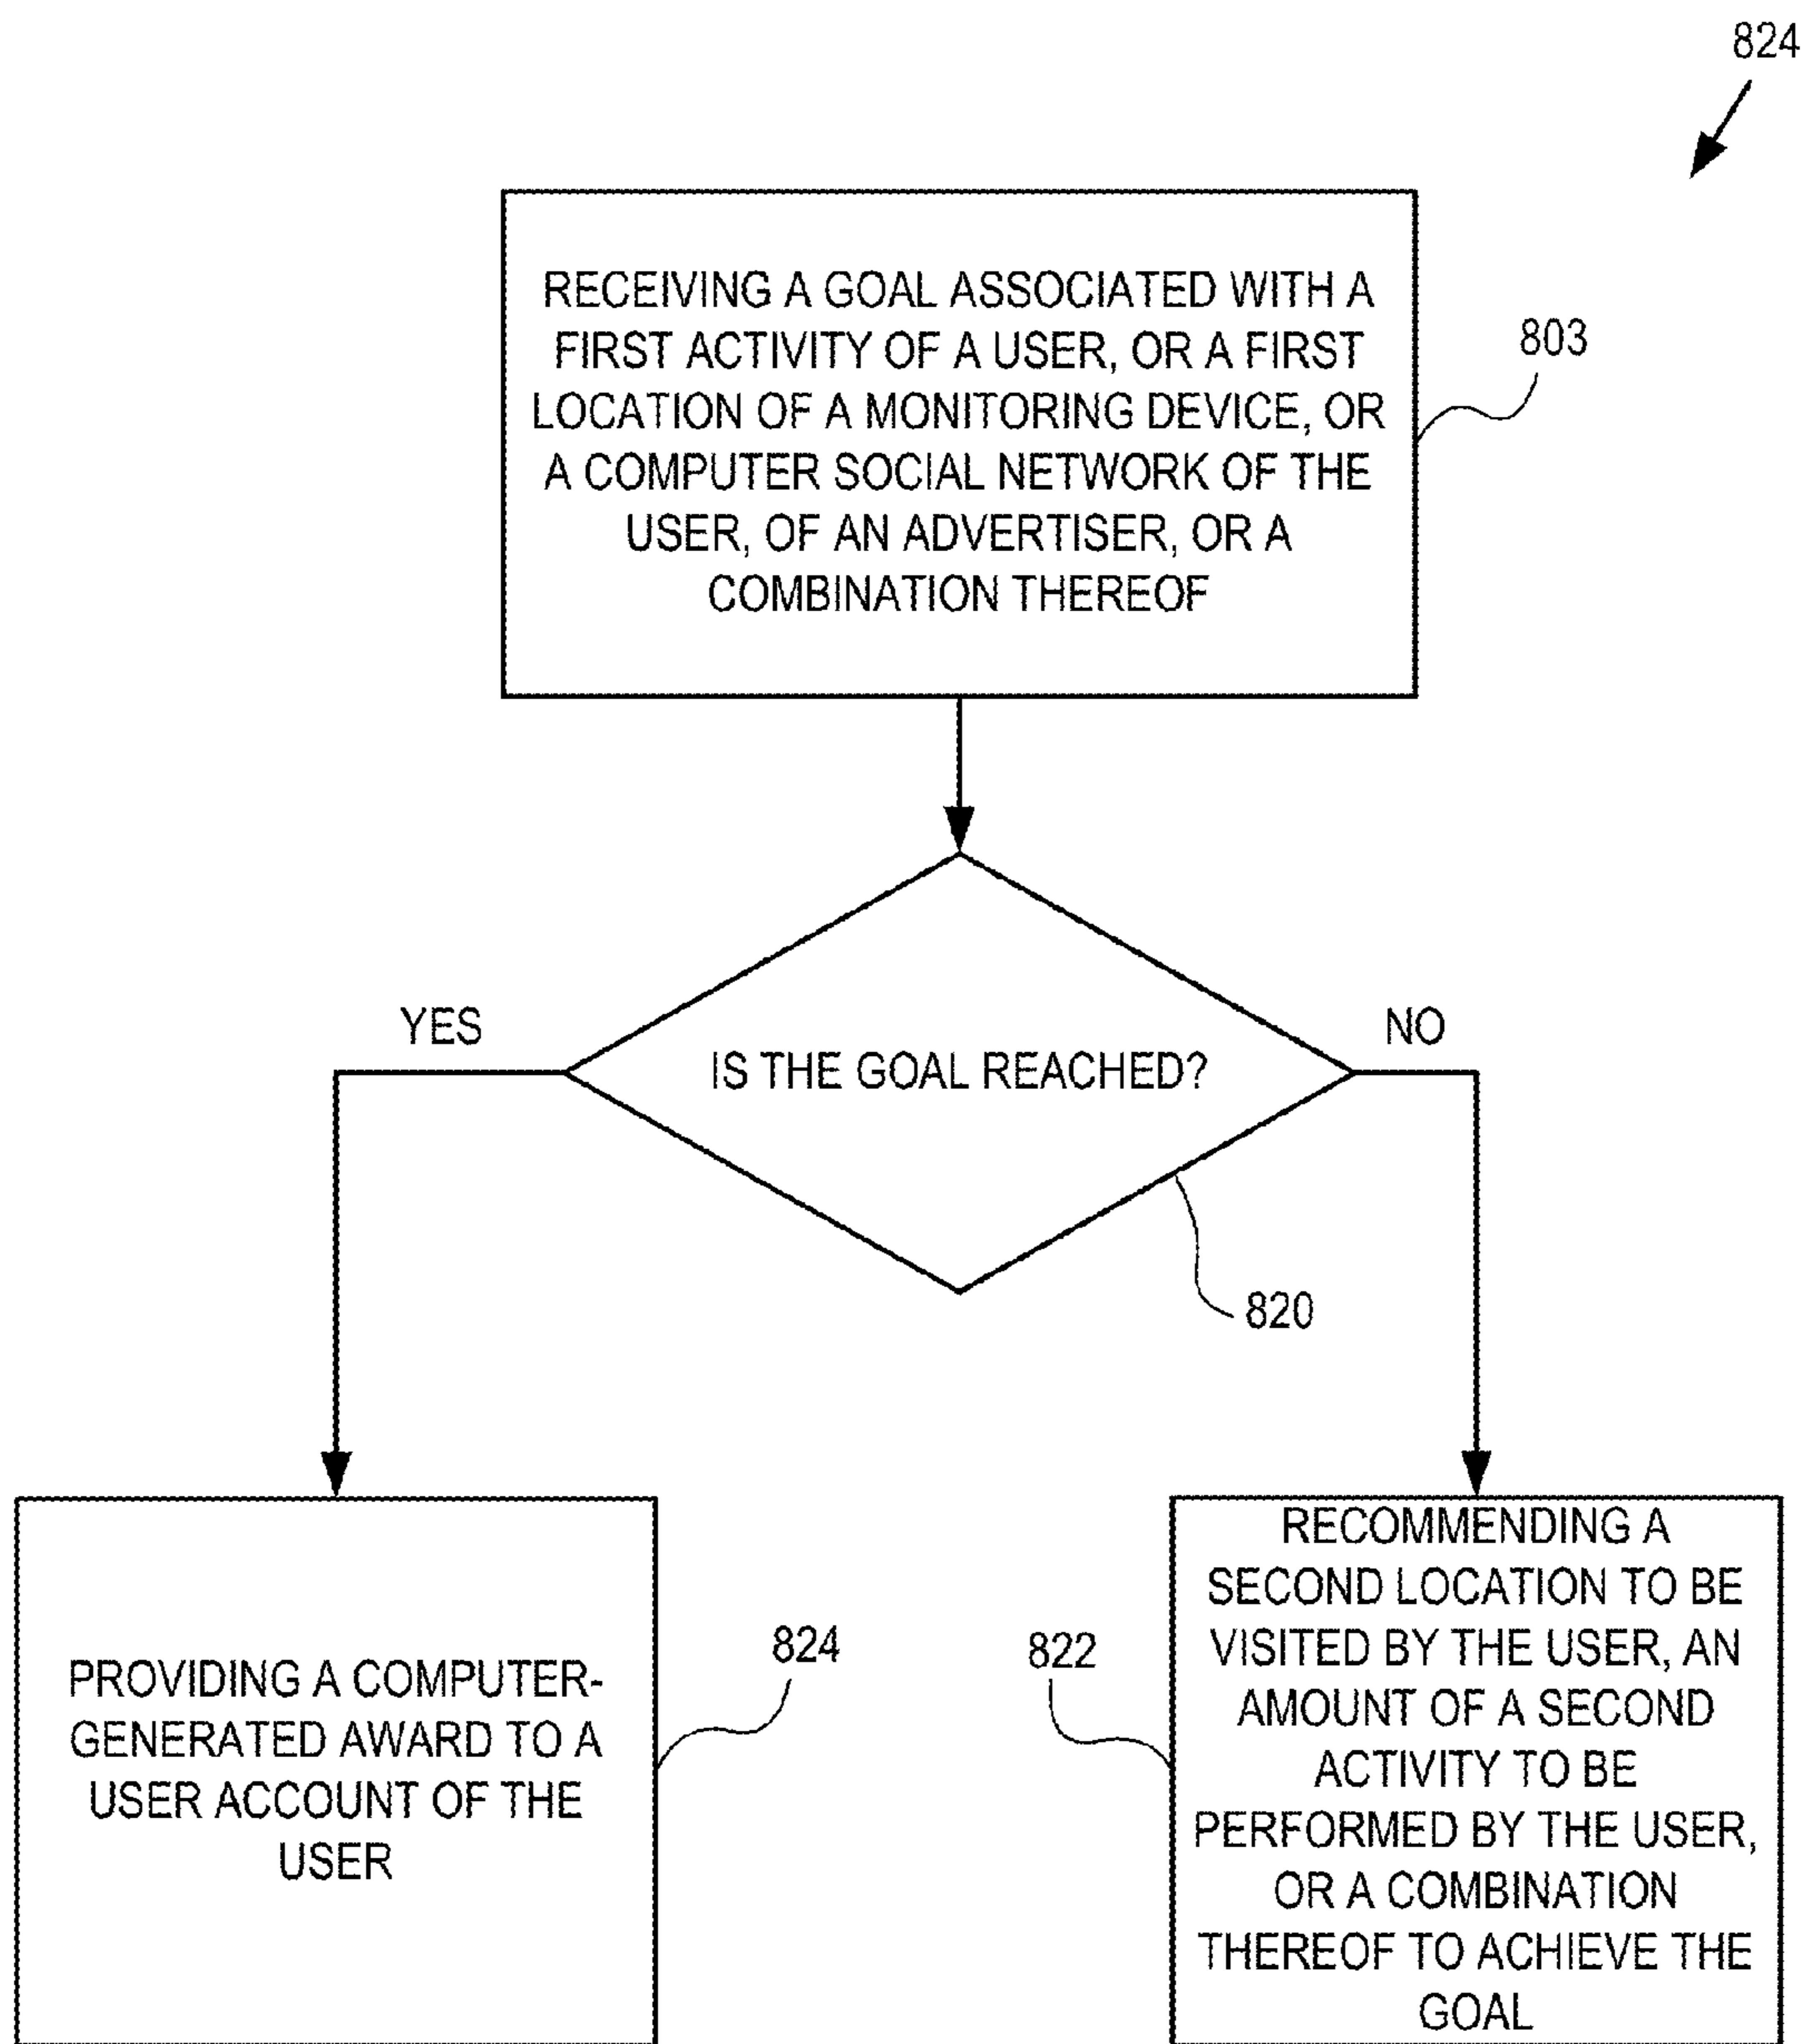 824
RECEIVING A GOAL ASSOCIATED WITH A
FIRST ACTIVITY OF A USER, OR A FIRST
LOCATION OF A MONITORING DEVICE, OR
A COMPUTER SOCIAL NETWORK OF THE
USER, OF AN ADVERTISER, OR A
COMBINATION THEREOF
803
YES
NO
IS THE GOAL REACHED?
820
PROVIDING A COMPUTER-
GENERATED AWARD TO A
USER ACCOUNT OF THE
USER
824
822
RECOMMENDING A
SECOND LOCATION TO BE
VISITED BY THE USER, AN
AMOUNT OF A SECOND
ACTIVITY TO BE
PERFORMED BY THE USER,
OR A COMBINATION
THEREOF TO ACHIEVE THE
GOAL